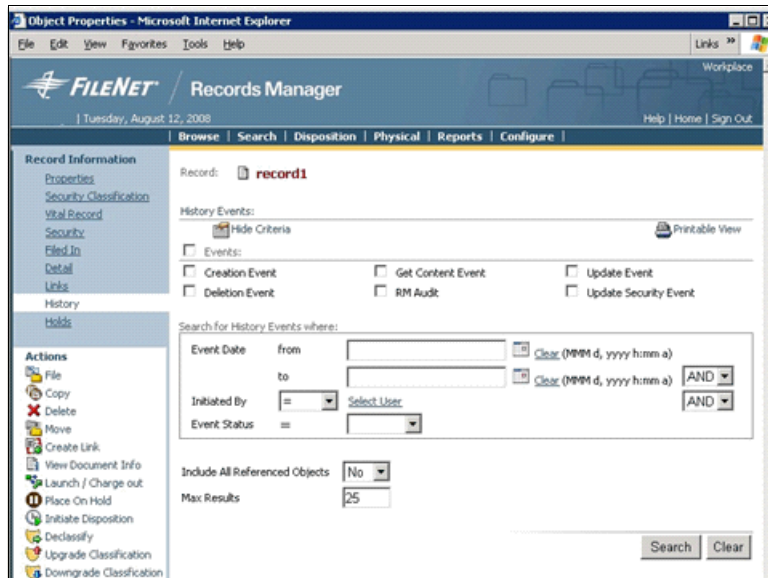 Object Properties - Microsoft Internet Explorer
File Edit View Favorites Tools Help Links »
Workplace
FILENET Records Manager
| Tuesday, August 12, 2008 Help | Home | Sign Out
| Browse | Search | Disposition | Physical | Reports | Configure |
Record Information
Properties
Security Classification
Vital Record
Security
Filed In
Detail
Links
History
Holds
Actions
File
Copy
Delete
Move
Create Link
View Document Info
Launch / Charge out
Place On Hold
Initiate Disposition
Declassify
Upgrade Classification
Downgrade Classification
Record: record1
History Events:
Hide Criteria Printable View
Events:
Creation Event Get Content Event Update Event
Deletion Event RM Audit Update Security Event
Search for History Events where:
Event Date from Clear (MMM d, yyyy h:mm a)
to Clear (MMM d, yyyy h:mm a) AND
Initiated By = Select User AND
Event Status =
Include All Referenced Objects No
Max Results 25
Search Clear